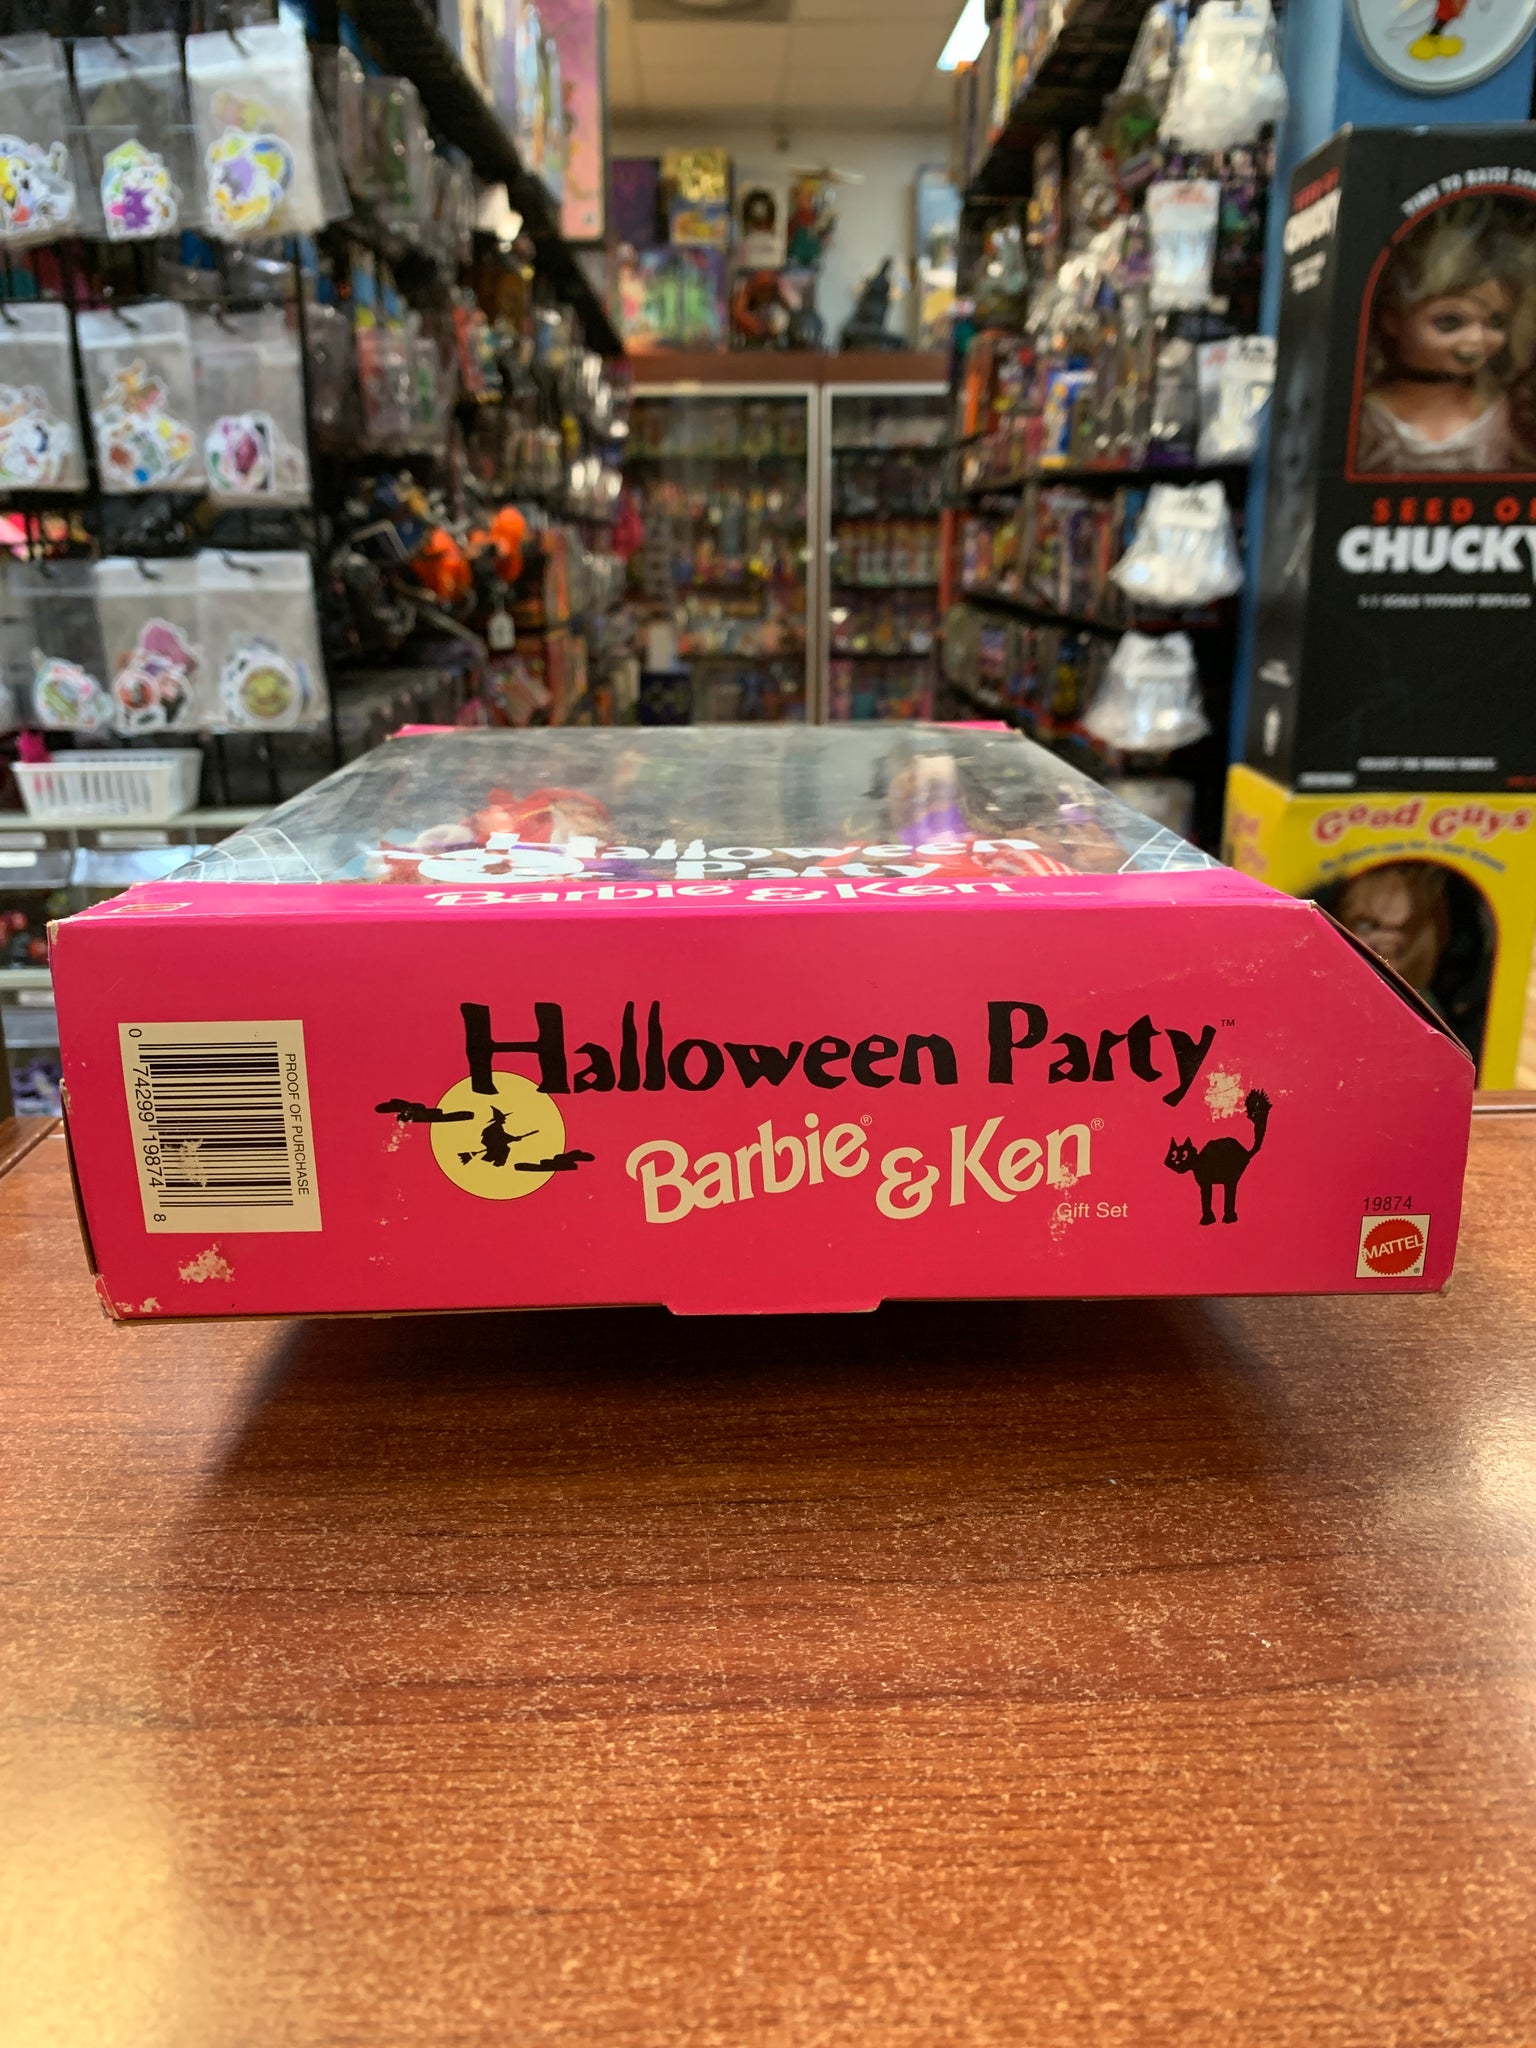 SEED OF
CHUCKY
Good Guys
Halloween
Party
Barbie & Ken
Halloween Party™
Barbie® & Ken®
Gift Set
PROOF OF PURCHASE
0 74299 19874 8
19874
MATTEL®